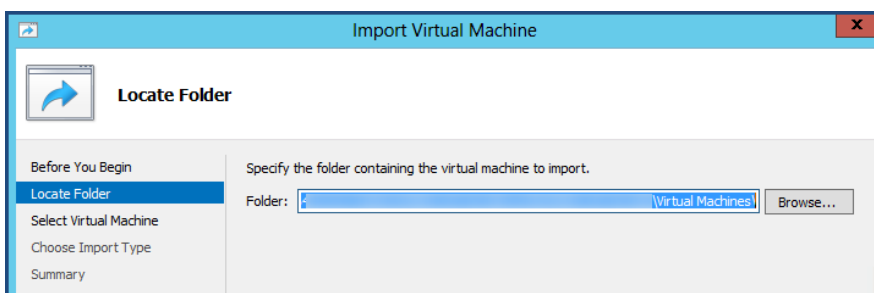 Import Virtual Machine
x
Locate Folder
Before You Begin
Locate Folder
Select Virtual Machine
Choose Import Type
Summary
Specify the folder containing the virtual machine to import.
Folder: \Virtual Machines\ Browse...